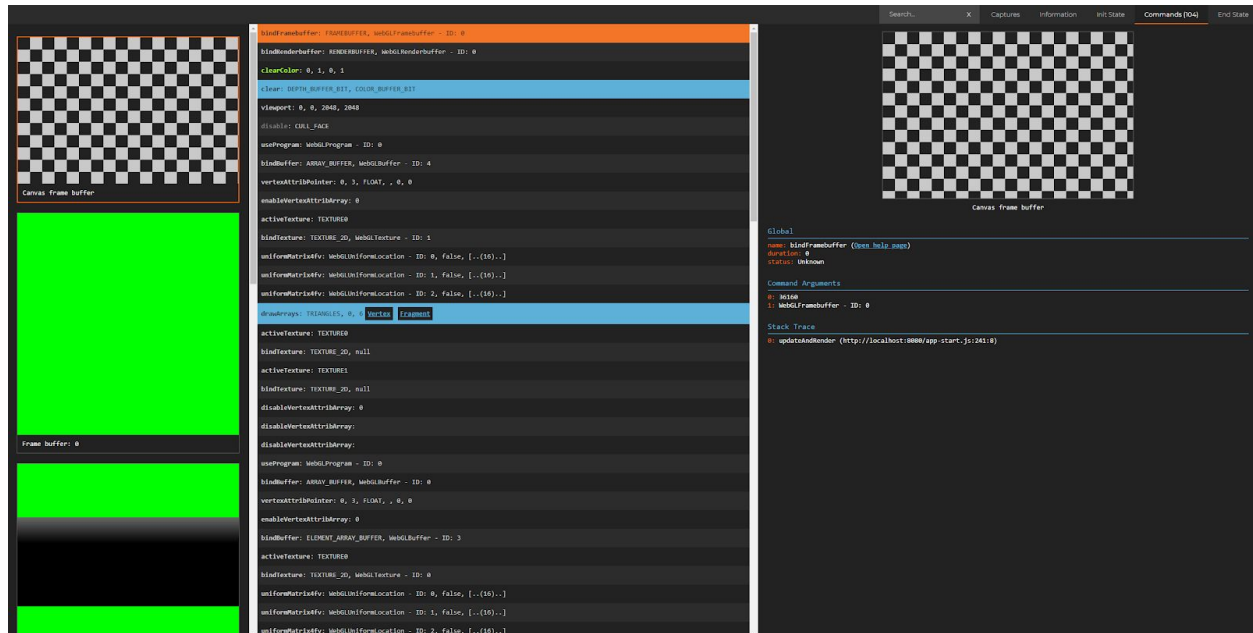 Search... X Captures Information Init State Commands (104) End State
Canvas frame buffer
Frame buffer: 0
bindFramebuffer: FRAMEBUFFER, WebGLFramebuffer - ID: 0
bindRenderbuffer: RENDERBUFFER, WebGLRenderbuffer - ID: 0
clearColor: 0, 1, 0, 1
clear: DEPTH_BUFFER_BIT, COLOR_BUFFER_BIT
viewport: 0, 0, 2048, 2048
disable: CULL_FACE
useProgram: WebGLProgram - ID: 0
bindBuffer: ARRAY_BUFFER, WebGLBuffer - ID: 4
vertexAttribPointer: 0, 3, FLOAT, , 0, 0
enableVertexAttribArray: 0
activeTexture: TEXTURE0
bindTexture: TEXTURE_2D, WebGLTexture - ID: 1
uniformMatrix4fv: WebGLUniformLocation - ID: 0, false, [..(16)..]
uniformMatrix4fv: WebGLUniformLocation - ID: 1, false, [..(16)..]
uniformMatrix4fv: WebGLUniformLocation - ID: 2, false, [..(16)..]
drawArrays: TRIANGLES, 0, 6 Vertex Fragment
activeTexture: TEXTURE0
bindTexture: TEXTURE_2D, null
activeTexture: TEXTURE1
bindTexture: TEXTURE_2D, null
disableVertexAttribArray: 0
disableVertexAttribArray:
disableVertexAttribArray:
useProgram: WebGLProgram - ID: 0
bindBuffer: ARRAY_BUFFER, WebGLBuffer - ID: 0
vertexAttribPointer: 0, 3, FLOAT, , 0, 0
enableVertexAttribArray: 0
bindBuffer: ELEMENT_ARRAY_BUFFER, WebGLBuffer - ID: 3
activeTexture: TEXTURE0
bindTexture: TEXTURE_2D, WebGLTexture - ID: 0
uniformMatrix4fv: WebGLUniformLocation - ID: 0, false, [..(16)..]
uniformMatrix4fv: WebGLUniformLocation - ID: 1, false, [..(16)..]
uniformMatrix4fv: WebGLUniformLocation - ID: 2, false, [..(16)..]
Canvas frame buffer
Global
name: bindFramebuffer (Open help page)
duration: 0
status: Unknown
Command Arguments
0: 36160
1: WebGLFramebuffer - ID: 0
Stack Trace
0: updateAndRender (http://localhost:8080/app-start.js:241:8)